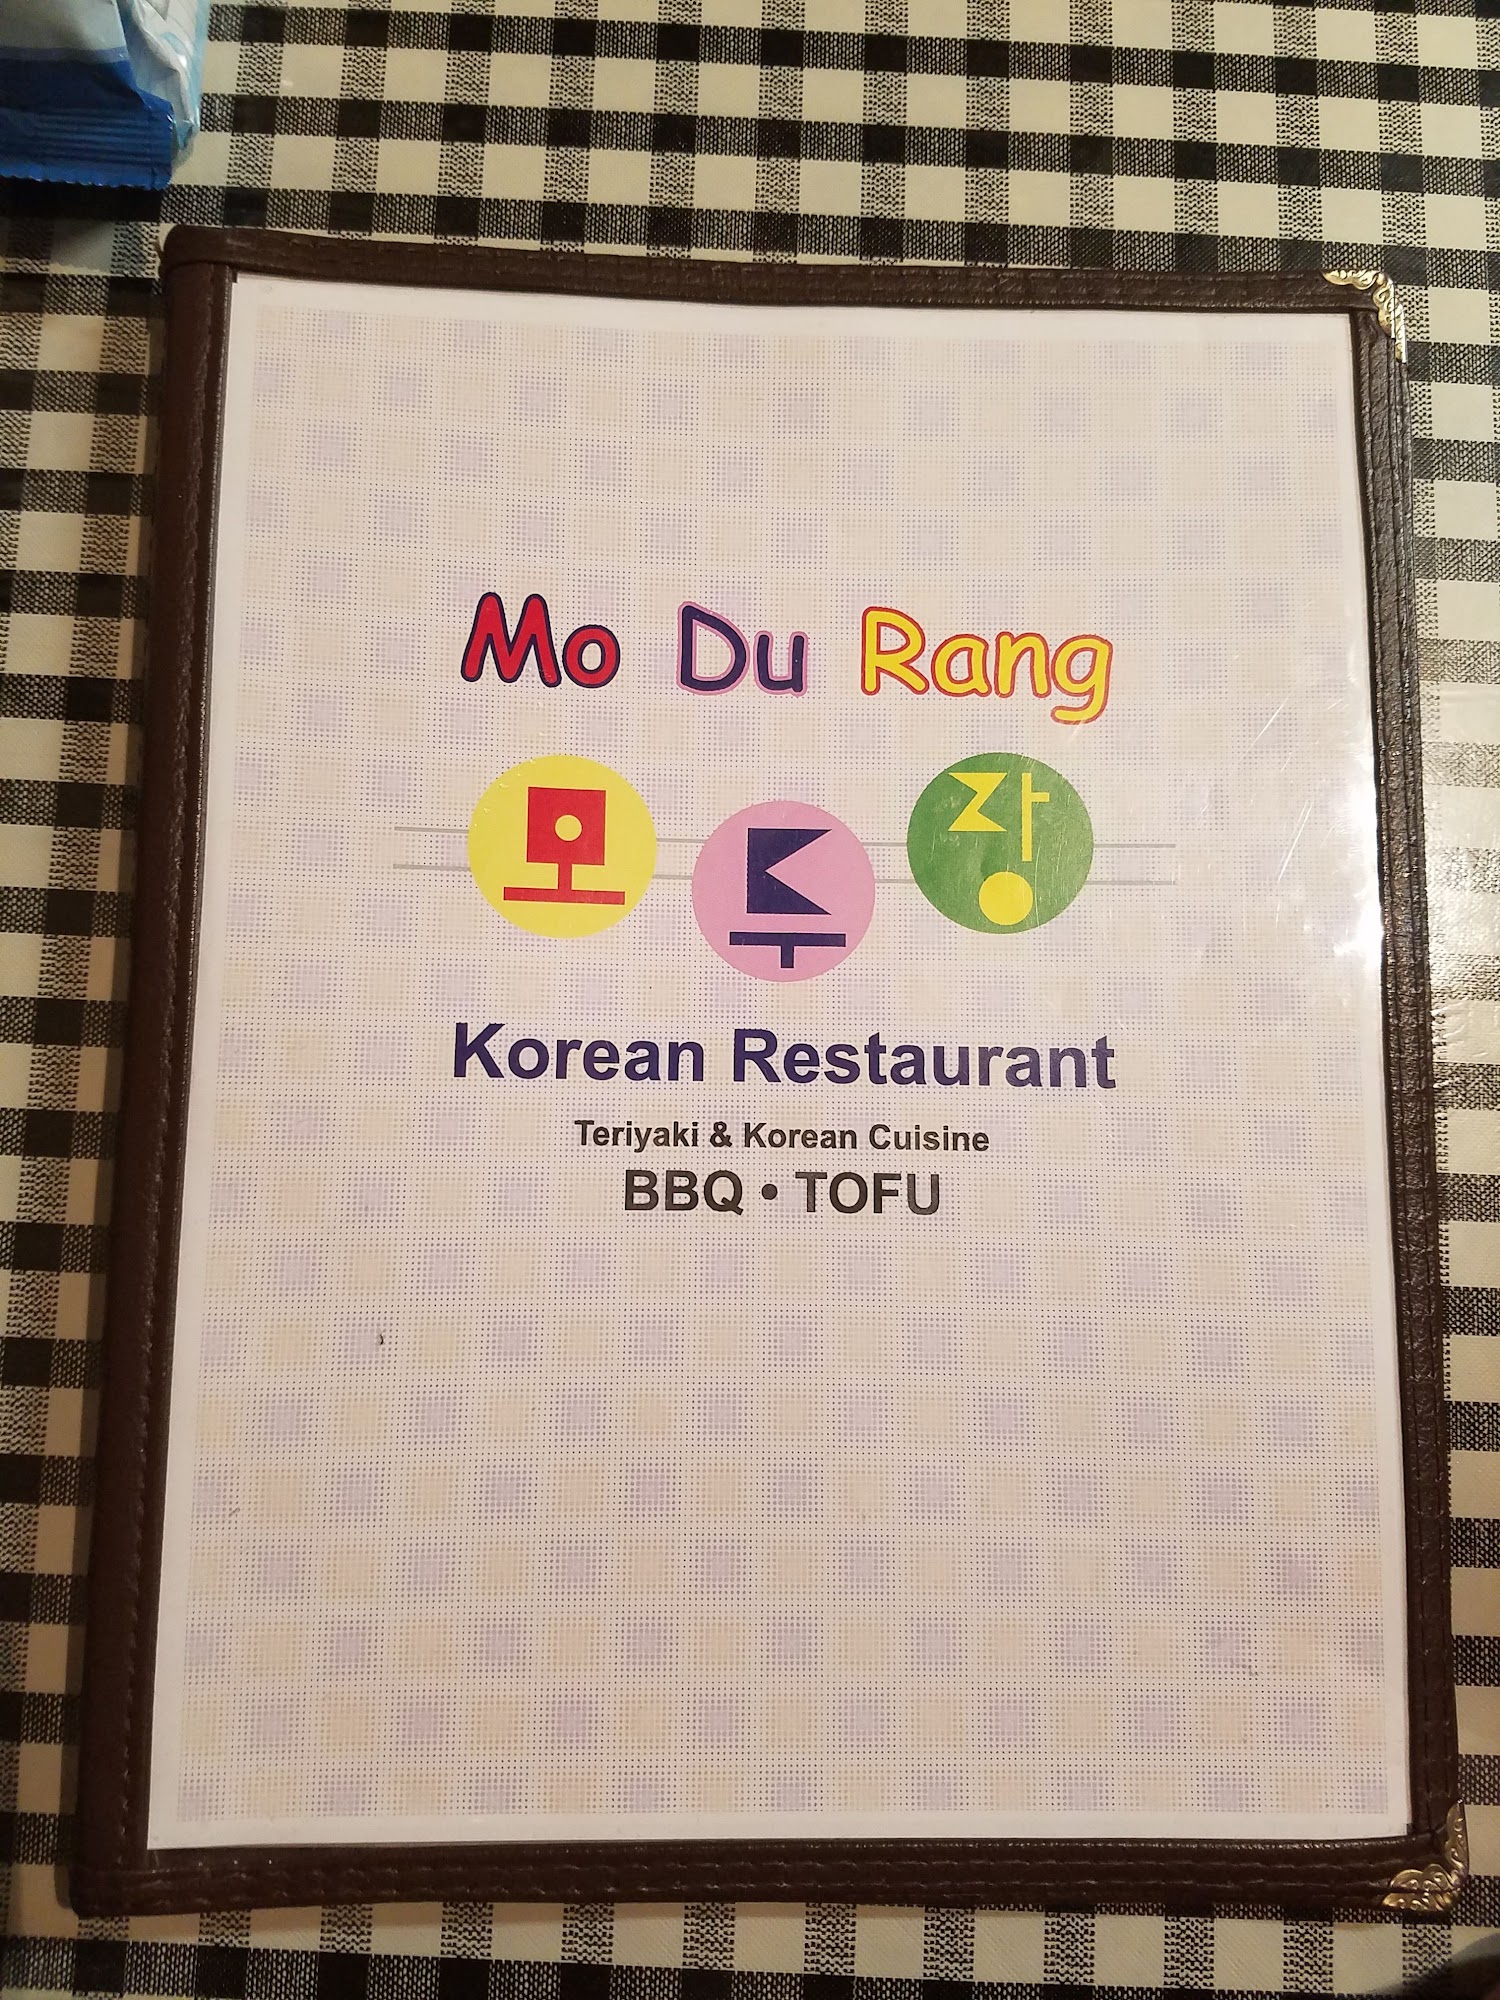 Mo Du Rang
모두랑
Korean Restaurant
Teriyaki & Korean Cuisine
BBQ • TOFU